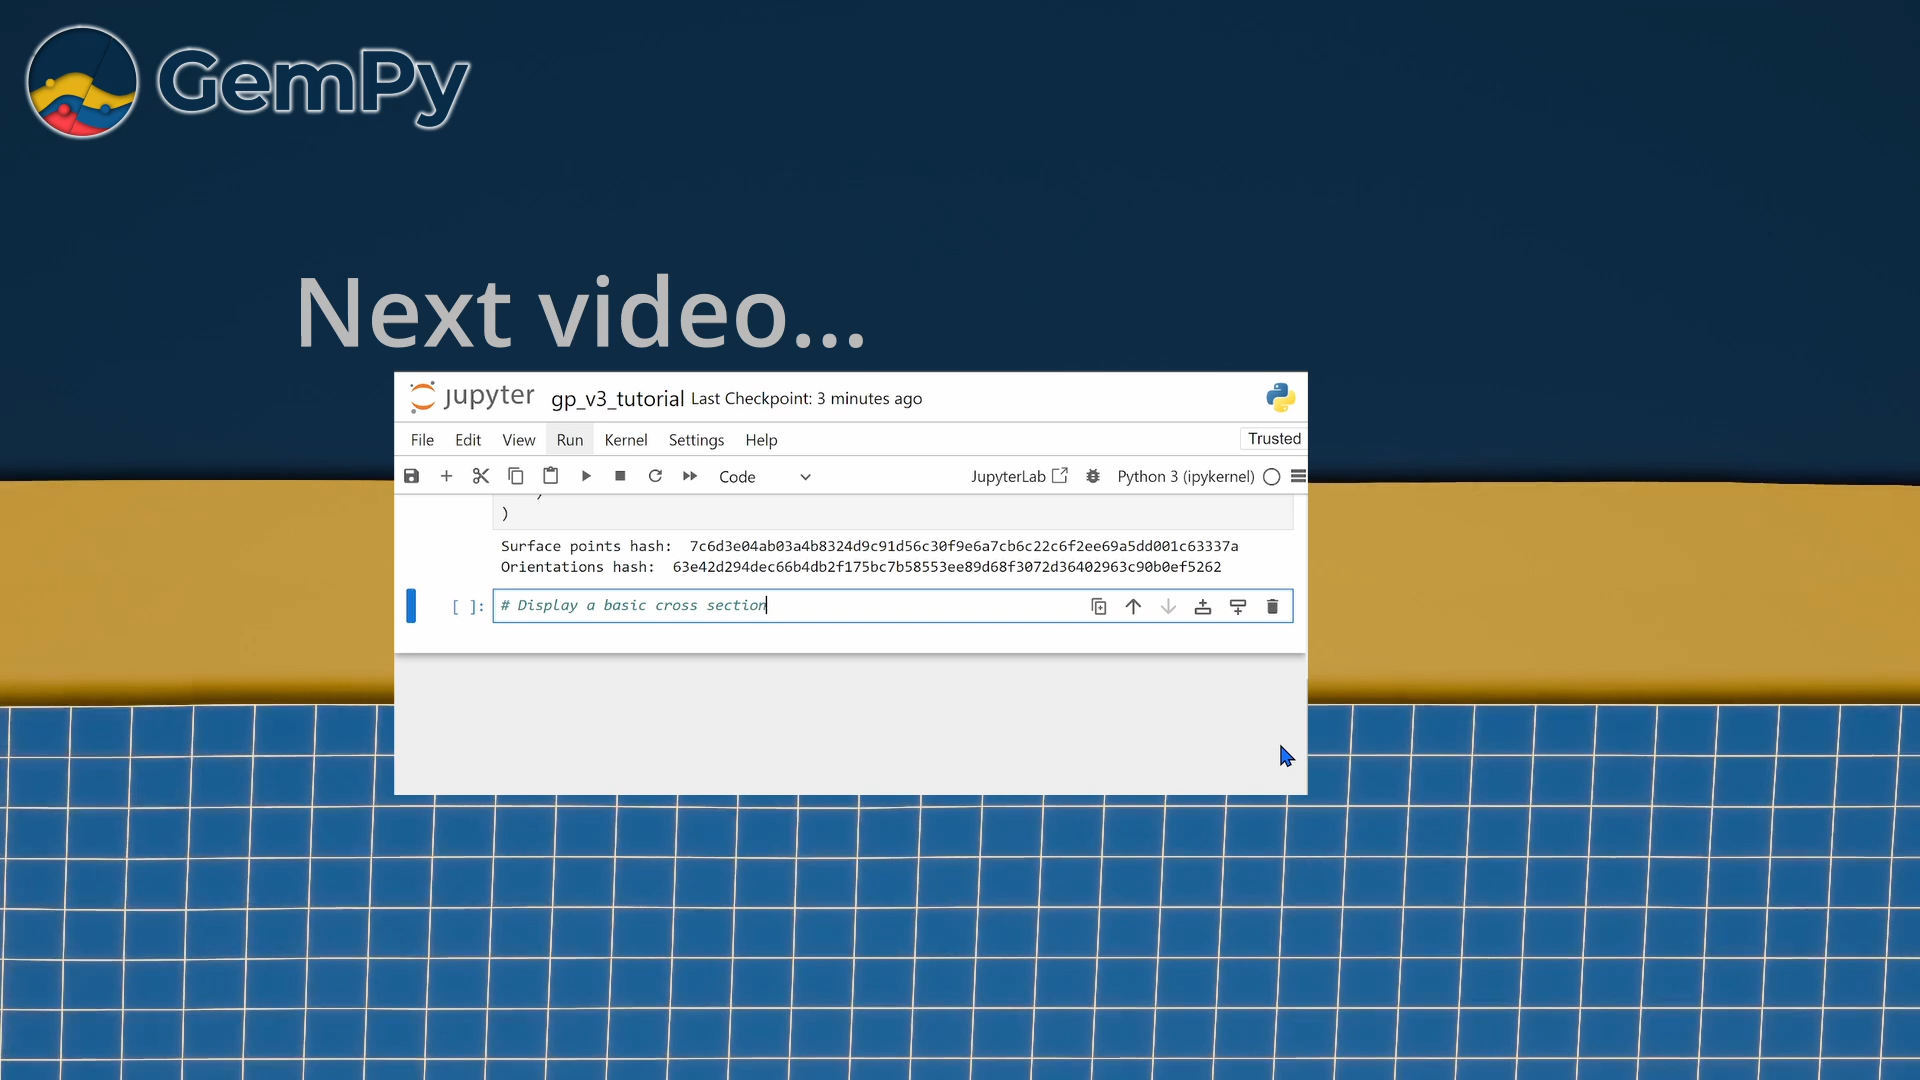 GemPy
Next video...
jupyter gp_v3_tutorial Last Checkpoint: 3 minutes ago
File Edit View Run Kernel Settings Help Trusted
Code JupyterLab Python 3 (ipykernel)
)
Surface points hash: 7c6d3e04ab03a4b8324d9c91d56c30f9e6a7cb6c22c6f2ee69a5dd001c63337a
Orientations hash: 63e42d294dec66b4db2f175bc7b58553ee89d68f3072d36402963c90b0ef5262
[ ]: # Display a basic cross section